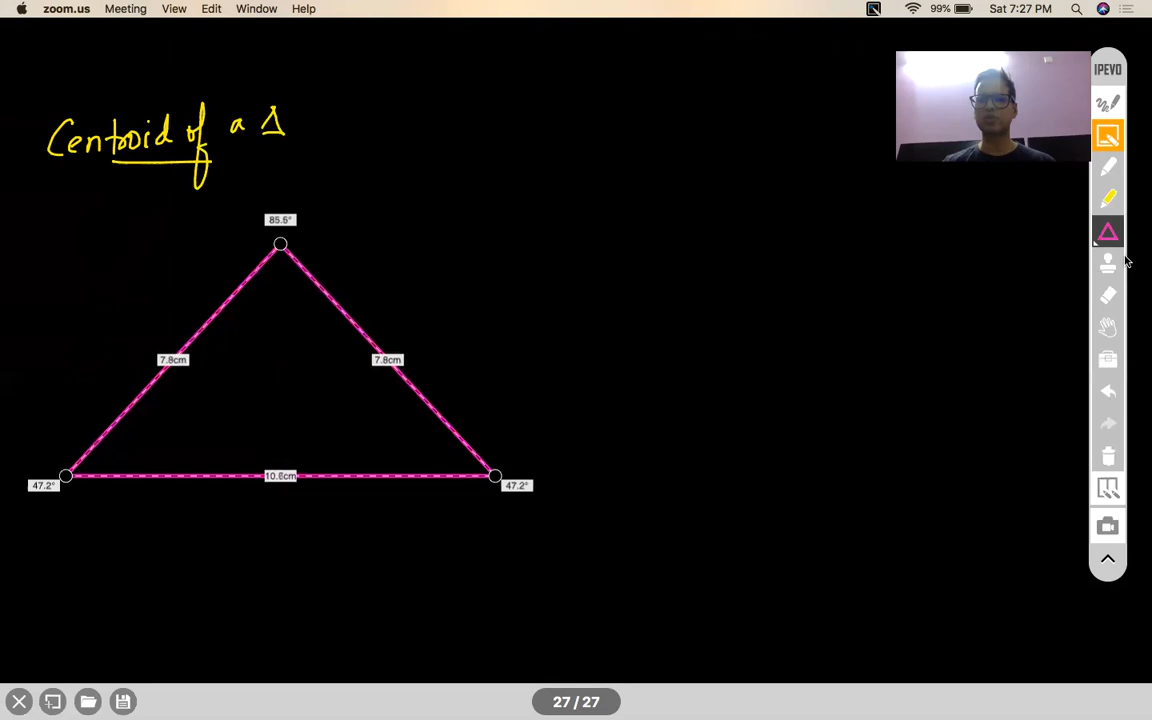 zoom.us Meeting View Edit Window Help 99% Sat 7:27 PM
IPEVO
Centroid of a Δ
85.5°
7.8cm 7.8cm
10.6cm
47.2° 47.2°
27 / 27